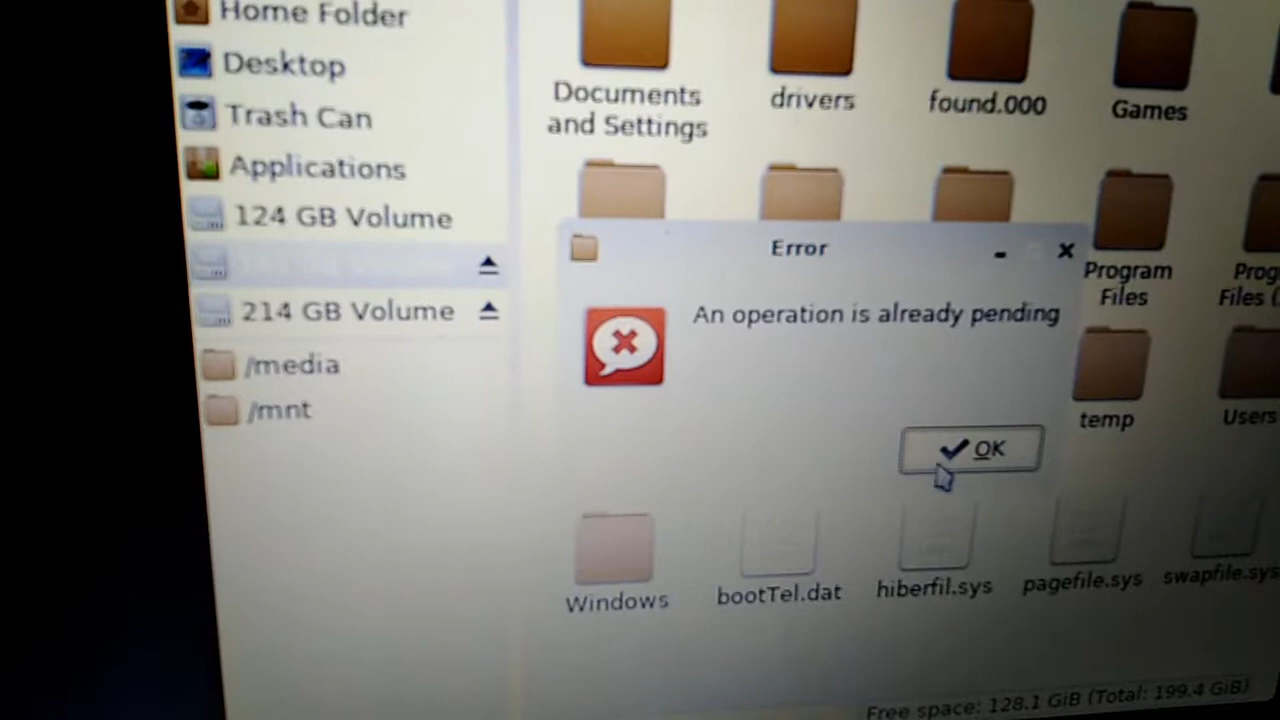 Home Folder
Desktop
Trash Can
Applications
124 GB Volume
214 GB Volume
/media
/mnt
Documents
and Settings
drivers
found.000
Games
Program
Files
Prog
Files (
temp
Users
Error
An operation is already pending
OK
Windows
bootTel.dat
hiberfil.sys
pagefile.sys
swapfile.sys
Free space: 128.1 GiB (Total: 199.4 GiB)